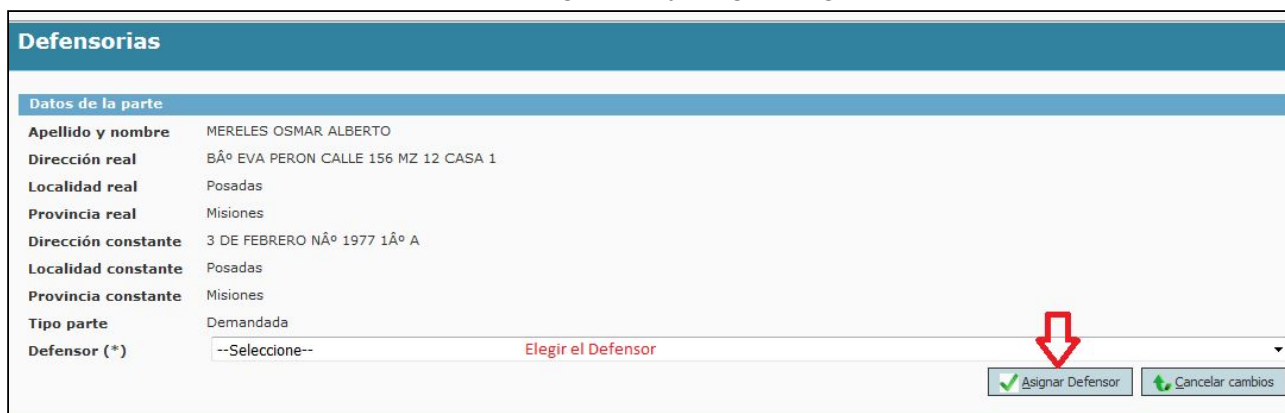 Defensorias
Datos de la parte
Apellido y nombre MERELES OSMAR ALBERTO
Dirección real BÂº EVA PERON CALLE 156 MZ 12 CASA 1
Localidad real Posadas
Provincia real Misiones
Dirección constante 3 DE FEBRERO NÂº 1977 1Âº A
Localidad constante Posadas
Provincia constante Misiones
Tipo parte Demandada
Defensor (*) --Seleccione-- Elegir el Defensor
Asignar Defensor Cancelar cambios